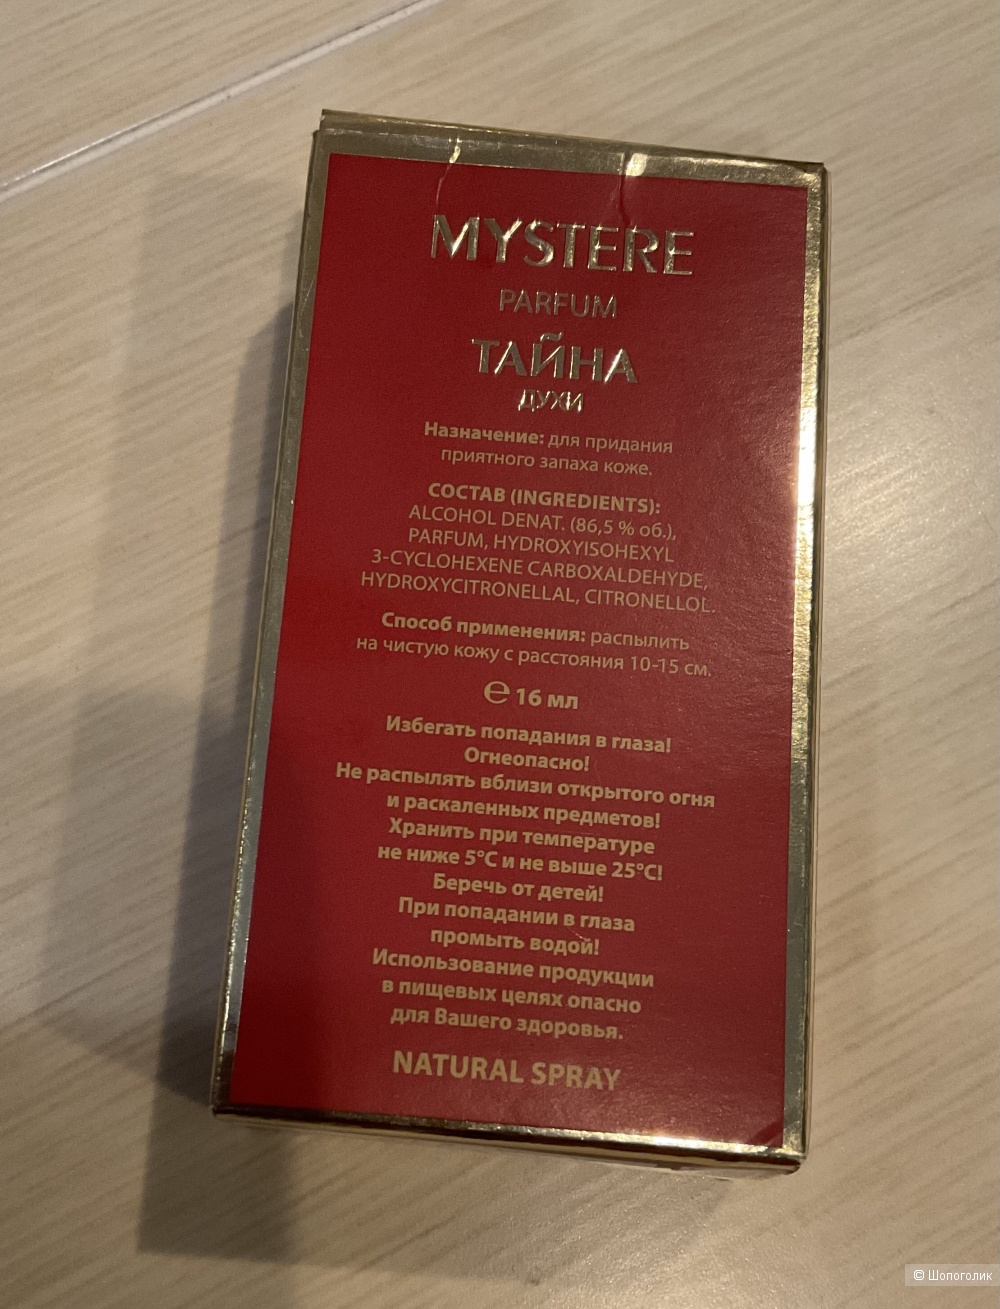 MYSTERE
PARFUM
ТАЙНА
ДУХИ
Назначение: для придания
приятного запаха коже.
СОСТАВ (INGREDIENTS):
ALCOHOL DENAT. (86,5 % об.),
PARFUM, HYDROXYISOHEXYL
3-CYCLOHEXENE CARBOXALDEHYDE,
HYDROXYCITRONELLAL, CITRONELLOL.
Способ применения: распылить
на чистую кожу с расстояния 10-15 см.
℮ 16 мл
Избегать попадания в глаза!
Огнеопасно!
Не распылять вблизи открытого огня
и раскаленных предметов!
Хранить при температуре
не ниже 5°C и не выше 25°C!
Беречь от детей!
При попадании в глаза
промыть водой!
Использование продукции
в пищевых целях опасно
для Вашего здоровья.
NATURAL SPRAY
© Шопоголик